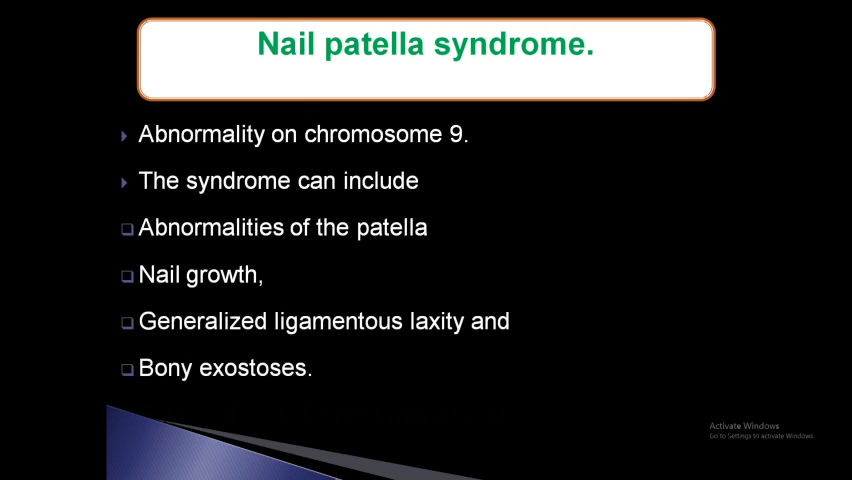 Nail patella syndrome.
Abnormality on chromosome 9.
The syndrome can include
Abnormalities of the patella
Nail growth,
Generalized ligamentous laxity and
Bony exostoses.
Activate Windows
Go to Settings to activate Windows.